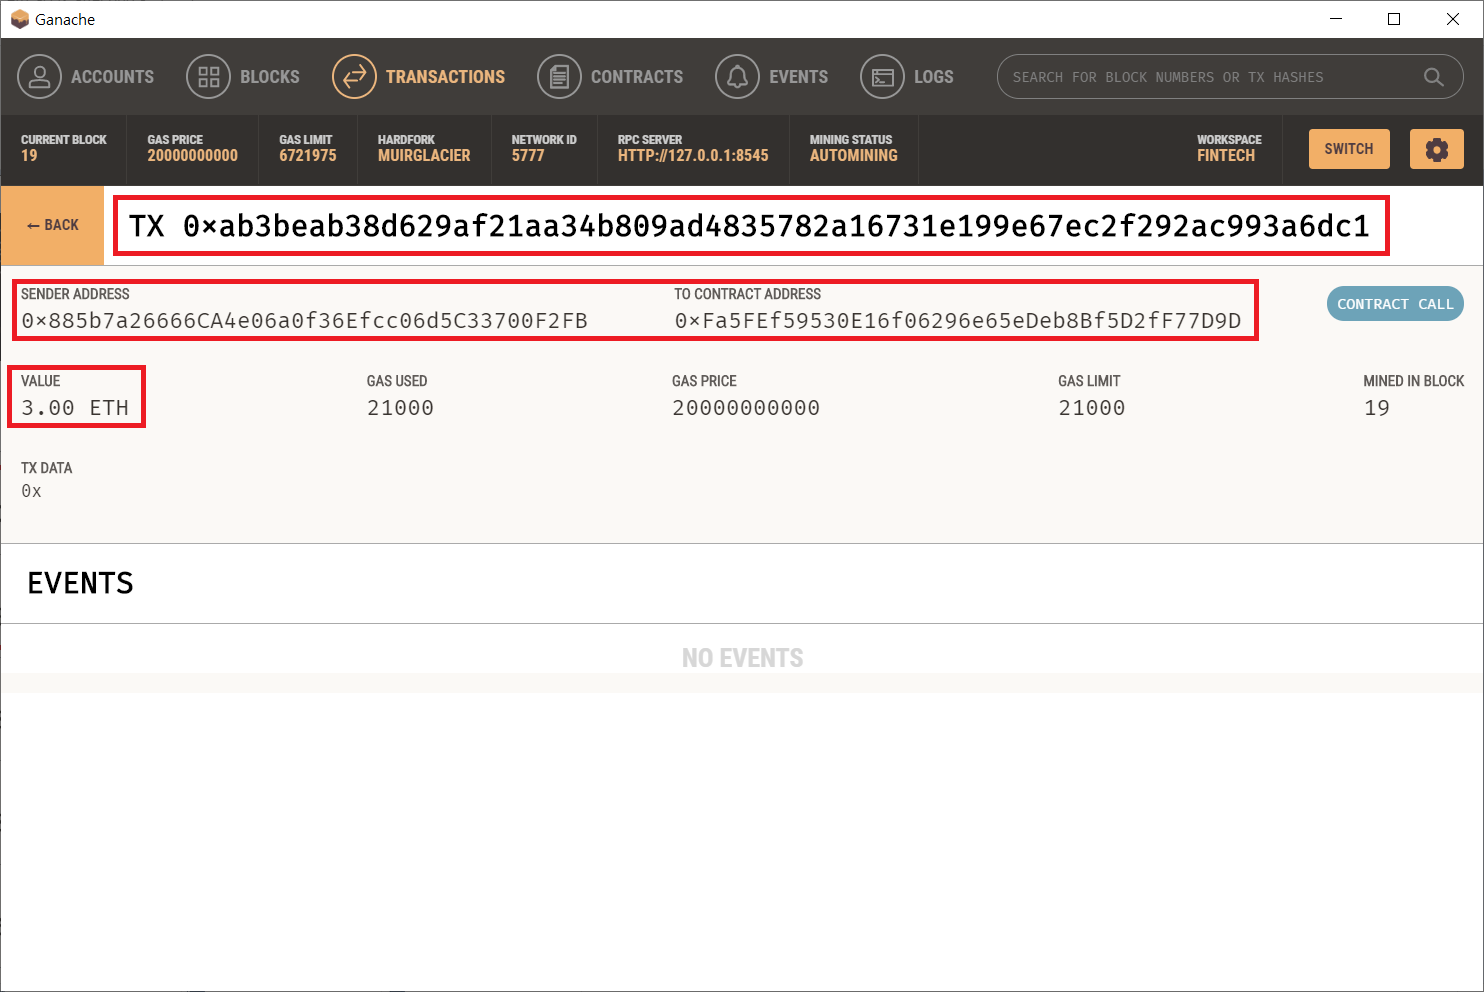 Ganache
ACCOUNTS BLOCKS TRANSACTIONS CONTRACTS EVENTS LOGS SEARCH FOR BLOCK NUMBERS OR TX HASHES
CURRENT BLOCK GAS PRICE GAS LIMIT HARDFORK NETWORK ID RPC SERVER MINING STATUS WORKSPACE
19 20000000000 6721975 MUIRGLACIER 5777 HTTP://127.0.0.1:8545 AUTOMINING FINTECH SWITCH
← BACK TX 0×ab3beab38d629af21aa34b809ad4835782a16731e199e67ec2f292ac993a6dc1
SENDER ADDRESS TO CONTRACT ADDRESS
0×885b7a26666CA4e06a0f36Efcc06d5C33700F2FB 0×Fa5FEf59530E16f06296e65eDeb8Bf5D2fF77D9D CONTRACT CALL
VALUE GAS USED GAS PRICE GAS LIMIT MINED IN BLOCK
3.00 ETH 21000 20000000000 21000 19
TX DATA
0x
EVENTS
NO EVENTS